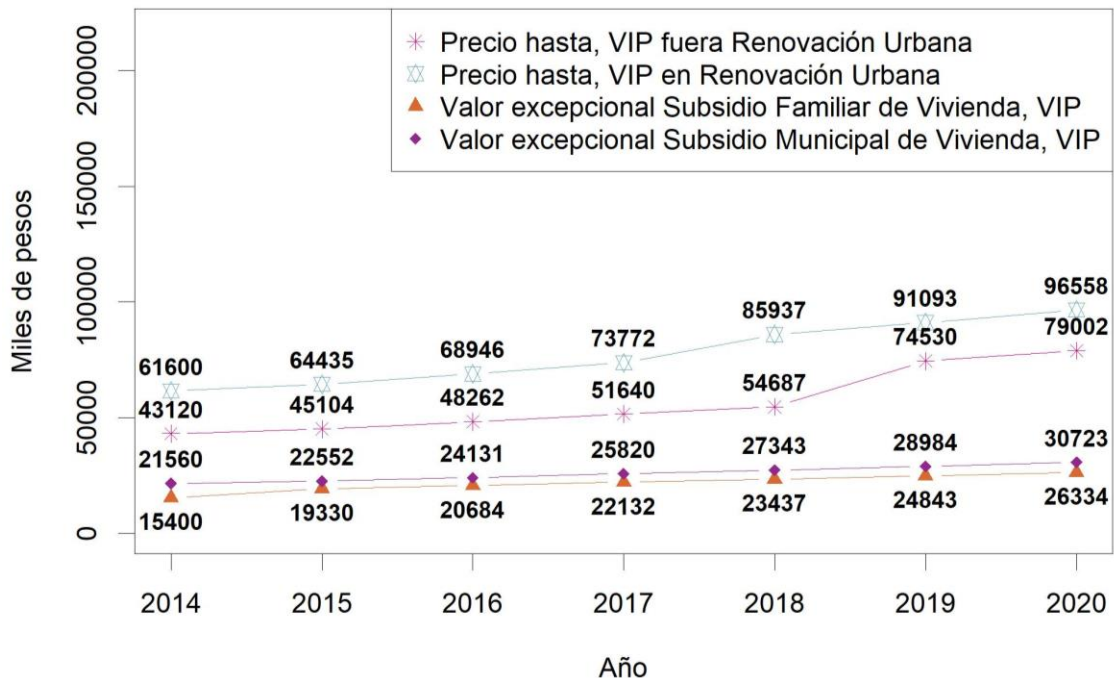 Precio hasta, VIP fuera Renovación Urbana
Precio hasta, VIP en Renovación Urbana
Valor excepcional Subsidio Familiar de Vivienda, VIP
Valor excepcional Subsidio Municipal de Vivienda, VIP
Miles de pesos
200000
150000
100000
50000
0
61600 64435 68946 73772 85937 91093 96558
43120 45104 48262 51640 54687 74530 79002
21560 22552 24131 25820 27343 28984 30723
15400 19330 20684 22132 23437 24843 26334
2014 2015 2016 2017 2018 2019 2020
Año